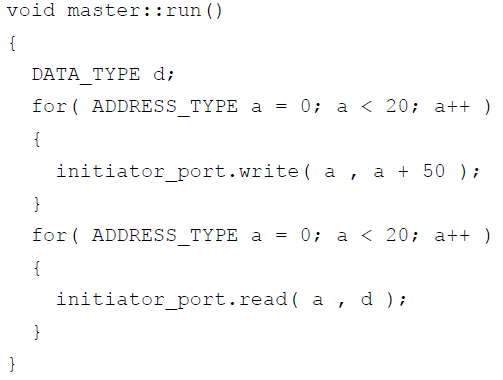 void master::run()
{
  DATA_TYPE d;
  for( ADDRESS_TYPE a = 0; a < 20; a++ )
  {
    initiator_port.write( a , a + 50 );
  }
  for( ADDRESS_TYPE a = 0; a < 20; a++ )
  {
    initiator_port.read( a , d );
  }
}